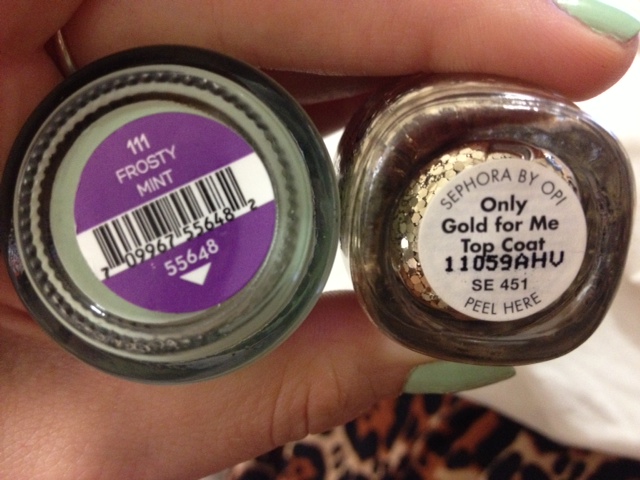 111
FROSTY
MINT
7 09967 55648 2
55648
SEPHORA BY OPI
Only
Gold for Me
Top Coat
11059AHV
SE 451
PEEL HERE